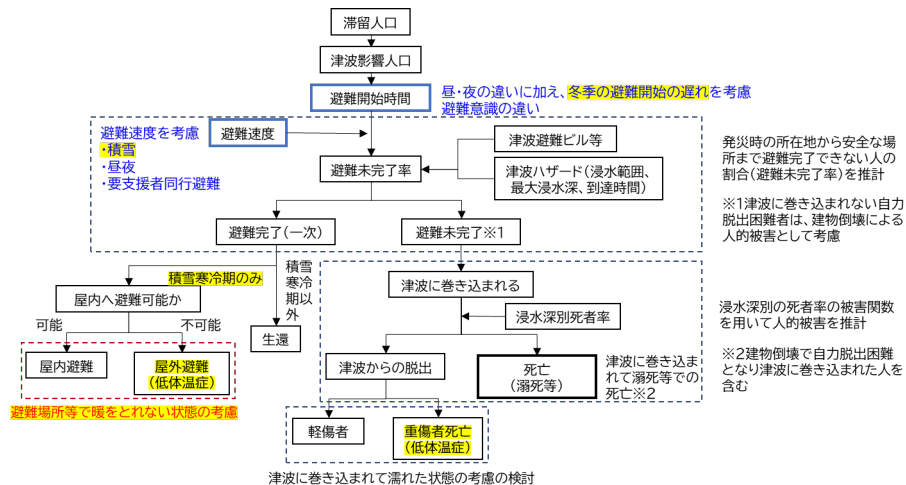 滞留人口
津波影響人口
避難開始時間
昼・夜の違いに加え、冬季の避難開始の遅れを考慮
避難意識の違い
避難速度を考慮
・積雪
・昼夜
・要支援者同行避難
避難速度
避難未完了率
津波避難ビル等
津波ハザード（浸水範囲、
最大浸水深、到達時間）
発災時の所在地から安全な場
所まで避難完了できない人の
割合（避難未完了率）を推計
※1津波に巻き込まれない自力
脱出困難者は、建物倒壊による
人的被害として考慮
避難完了（一次）
避難未完了※1
積雪寒冷期のみ
積雪
寒冷
期以
外
屋内へ避難可能か
可能
不可能
生還
屋内避難
屋外避難
（低体温症）
避難場所等で暖をとれない状態の考慮
津波に巻き込まれる
浸水深別死者率
津波からの脱出
死亡
（溺死等）
津波に巻き込ま
れて溺死等での
死亡※2
浸水深別の死者率の被害関数
を用いて人的被害を推計
※2建物倒壊で自力脱出困難
となり津波に巻き込まれた人を
含む
軽傷者
重傷者死亡
（低体温症）
津波に巻き込まれて濡れた状態の考慮の検討